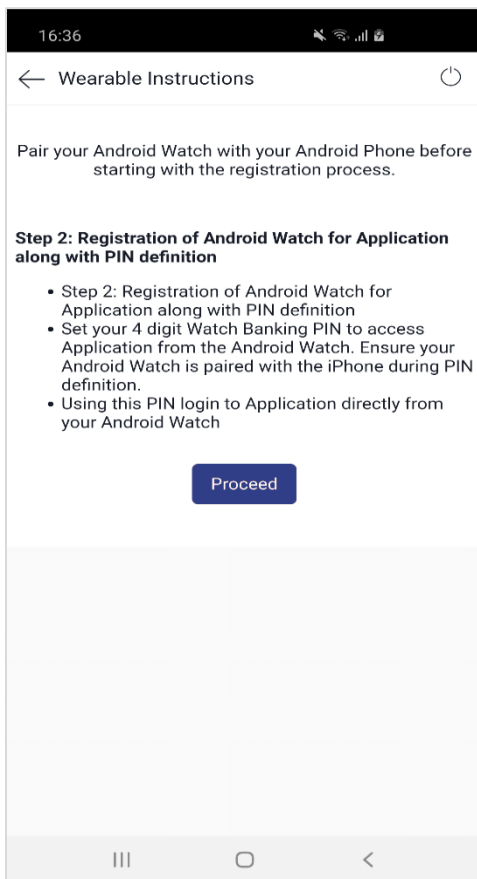 16:36
Wearable Instructions
Pair your Android Watch with your Android Phone before
starting with the registration process.
Step 2: Registration of Android Watch for Application
along with PIN definition
• Step 2: Registration of Android Watch for
Application along with PIN definition
• Set your 4 digit Watch Banking PIN to access
Application from the Android Watch. Ensure your
Android Watch is paired with the iPhone during PIN
definition.
• Using this PIN login to Application directly from
your Android Watch
Proceed